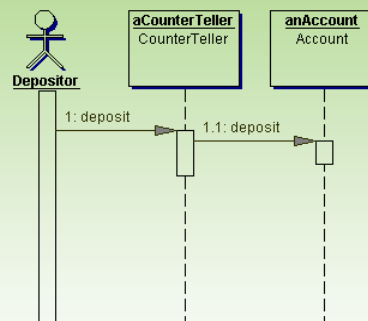 aCounterTeller
CounterTeller
anAccount
Account
Depositor
1: deposit
1.1: deposit